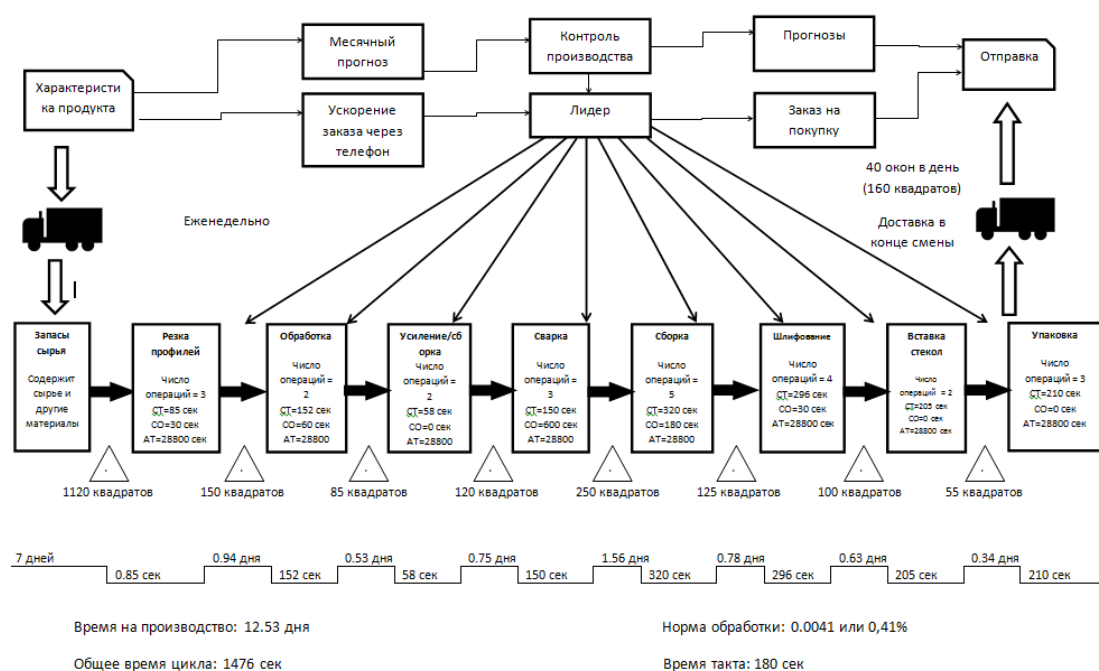 Месячный
прогноз
Контроль
производства
Прогнозы
Отправка
Характеристи
ка продукта
Ускорение
заказа через
телефон
Лидер
Заказ на
покупку
40 окон в день
(160 квадратов)
Еженедельно
Доставка в
конце смены
Запасы
сырья
Содержит
сырье и
другие
материалы
Резка
профилей
Число
операций = 3
CT=85 сек
CO=30 сек
AT=28800 сек
Обработка
Число
операций =
2
CT=152 сек
CO=60 сек
AT=28800
Усиление/сб
орка
Число
операций =
2
CT=58 сек
CO=0 сек
AT=28800
Сварка
Число
операций =
3
CT=150 сек
CO=600 сек
AT=28800
Сборка
Число
операций =
5
CT=320 сек
CO=180 сек
AT=28800
Шлифование
Число
операций = 4
CT=296 сек
CO=30 сек
AT=28800 сек
Вставка
стекол
Число
операций = 2
CT=205 сек
CO=0 сек
AT=28800 сек
Упаковка
Число
операций = 3
CT=210 сек
CO=0 сек
AT=28800 сек
1120 квадратов
150 квадратов
85 квадратов
120 квадратов
250 квадратов
125 квадратов
100 квадратов
55 квадратов
7 дней
0.94 дня
0.53 дня
0.75 дня
1.56 дня
0.78 дня
0.63 дня
0.34 дня
0.85 сек
152 сек
58 сек
150 сек
320 сек
296 сек
205 сек
210 сек
Время на производство: 12.53 дня
Норма обработки: 0.0041 или 0,41%
Общее время цикла: 1476 сек
Время такта: 180 сек